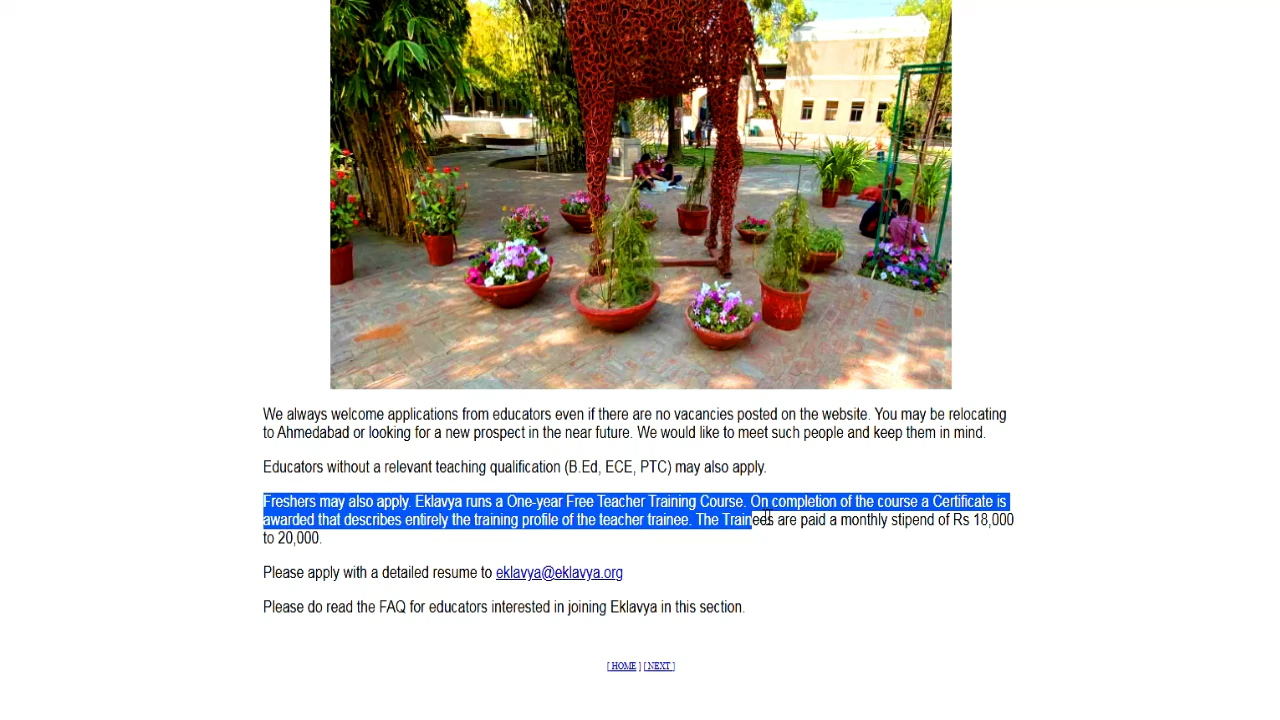 We always welcome applications from educators even if there are no vacancies posted on the website. You may be relocating
to Ahmedabad or looking for a new prospect in the near future. We would like to meet such people and keep them in mind.
Educators without a relevant teaching qualification (B.Ed, ECE, PTC) may also apply.
Freshers may also apply. Eklavya runs a One-year Free Teacher Training Course. On completion of the course a Certificate is
awarded that describes entirely the training profile of the teacher trainee. The Trainees are paid a monthly stipend of Rs 18,000
to 20,000.
Please apply with a detailed resume to eklavya@eklavya.org
Please do read the FAQ for educators interested in joining Eklavya in this section.
[ HOME ] [ NEXT ]